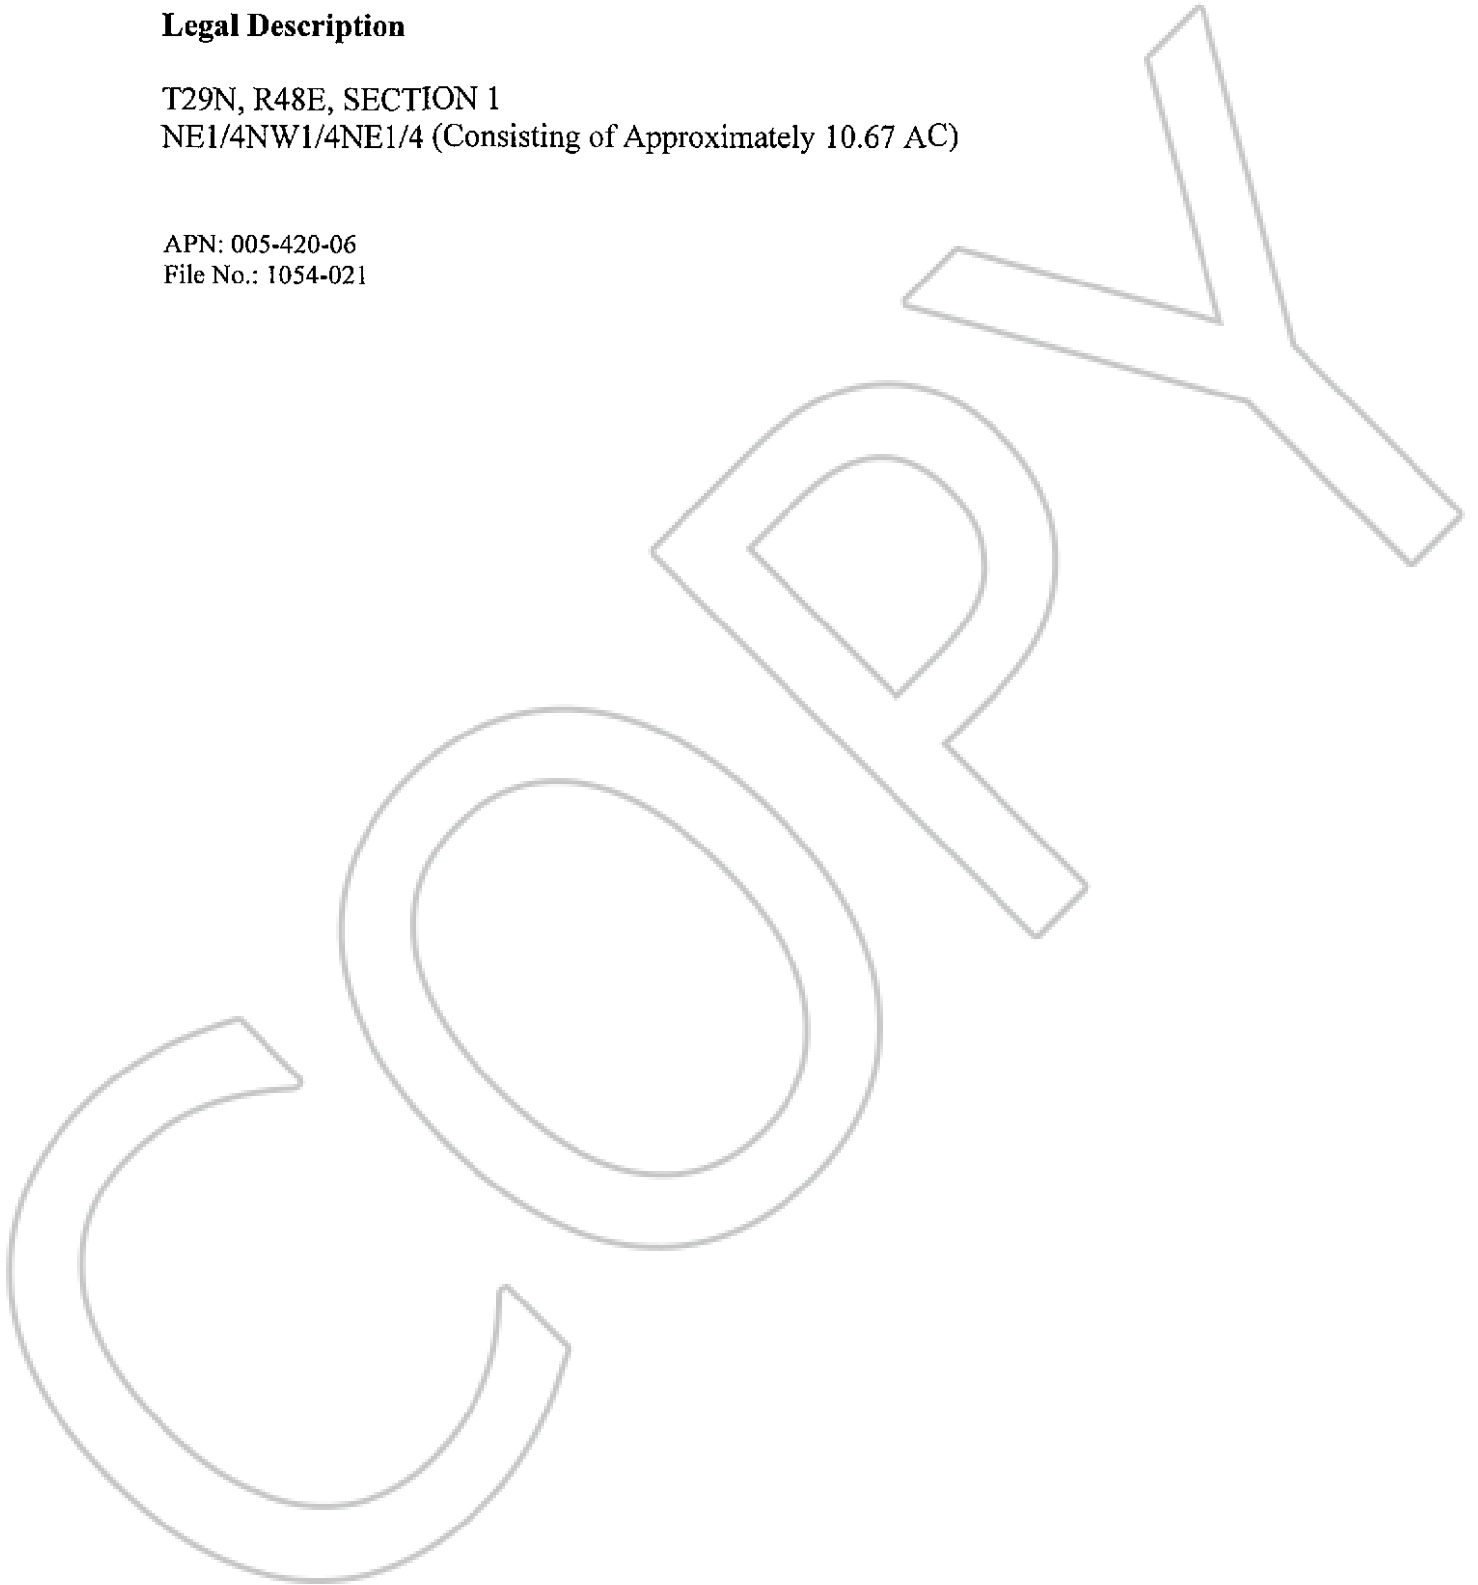 Legal Description
T29N, R48E, SECTION 1
NE1/4NW1/4NE1/4 (Consisting of Approximately 10.67 AC)
APN: 005-420-06
File No.: 1054-021
COPY